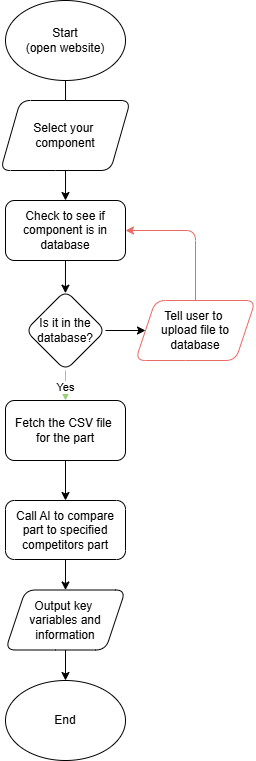 Start
(open website)
Select your
component
Check to see if
component is in
database
Is it in the
database?
Tell user to
upload file to
database
Yes
Fetch the CSV file
for the part
Call AI to compare
part to specified
competitors part
Output key
variables and
information
End